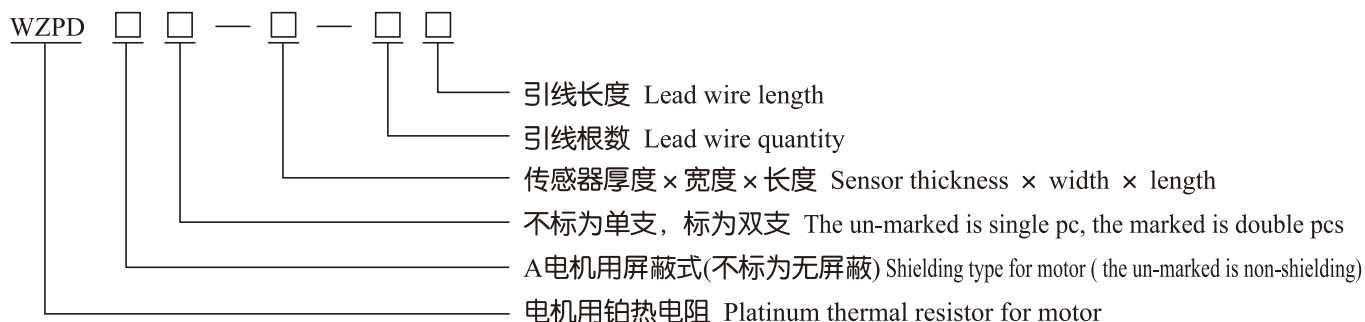 WZPD □ □ — □ — □ □
引线长度 Lead wire length
引线根数 Lead wire quantity
传感器厚度×宽度×长度 Sensor thickness × width × length
不标为单支，标为双支 The un-marked is single pc, the marked is double pcs
A电机用屏蔽式(不标为无屏蔽) Shielding type for motor ( the un-marked is non-shielding)
电机用铂热电阻 Platinum thermal resistor for motor